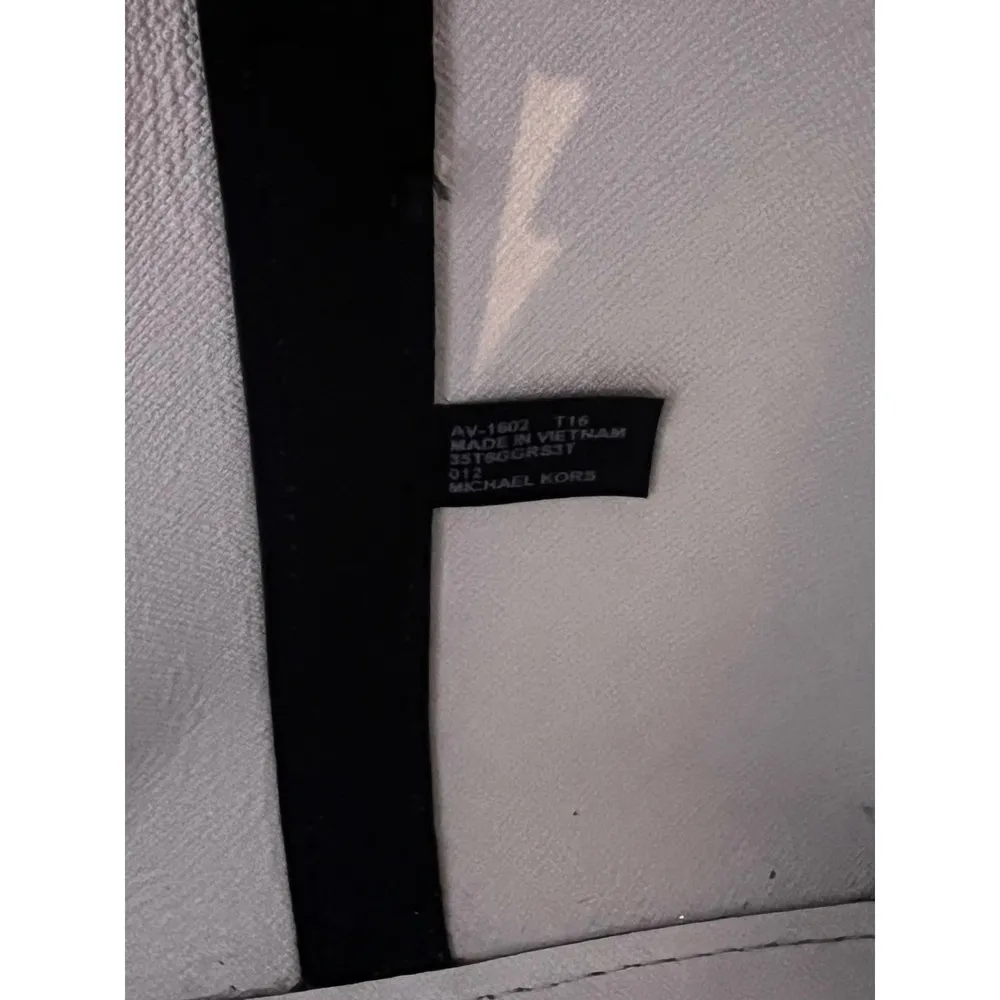 AV-1602 T16
MADE IN VIETNAM
35T6GGRS3T
012
MICHAEL KORS